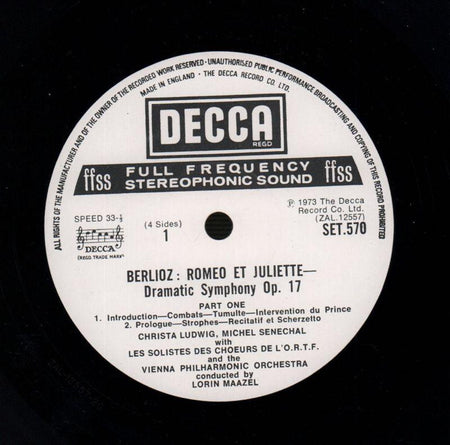 ALL RIGHTS OF THE MANUFACTURER AND OF THE OWNER OF THE RECORDED WORK RESERVED · UNAUTHORISED PUBLIC PERFORMANCE BROADCASTING AND COPYING OF THIS RECORD PROHIBITED
MADE IN ENGLAND · THE DECCA RECORD CO. LTD.
DECCA
REGD
ffss FULL FREQUENCY STEREOPHONIC SOUND ffss
SPEED 33-⅓
DECCA
(REGD. TRADE MARK)
(4 Sides)
1
℗ 1973 The Decca
Record Co. Ltd.
(ZAL.12557)
SET.570
BERLIOZ: ROMEO ET JULIETTE—
Dramatic Symphony Op. 17
PART ONE
1. Introduction—Combats—Tumulte—Intervention du Prince
2. Prologue—Strophes—Recitatif et Scherzetto
CHRISTA LUDWIG, MICHEL SENECHAL
with
LES SOLISTES DES CHOEURS DE L'O.R.T.F.
and the
VIENNA PHILHARMONIC ORCHESTRA
conducted by
LORIN MAAZEL